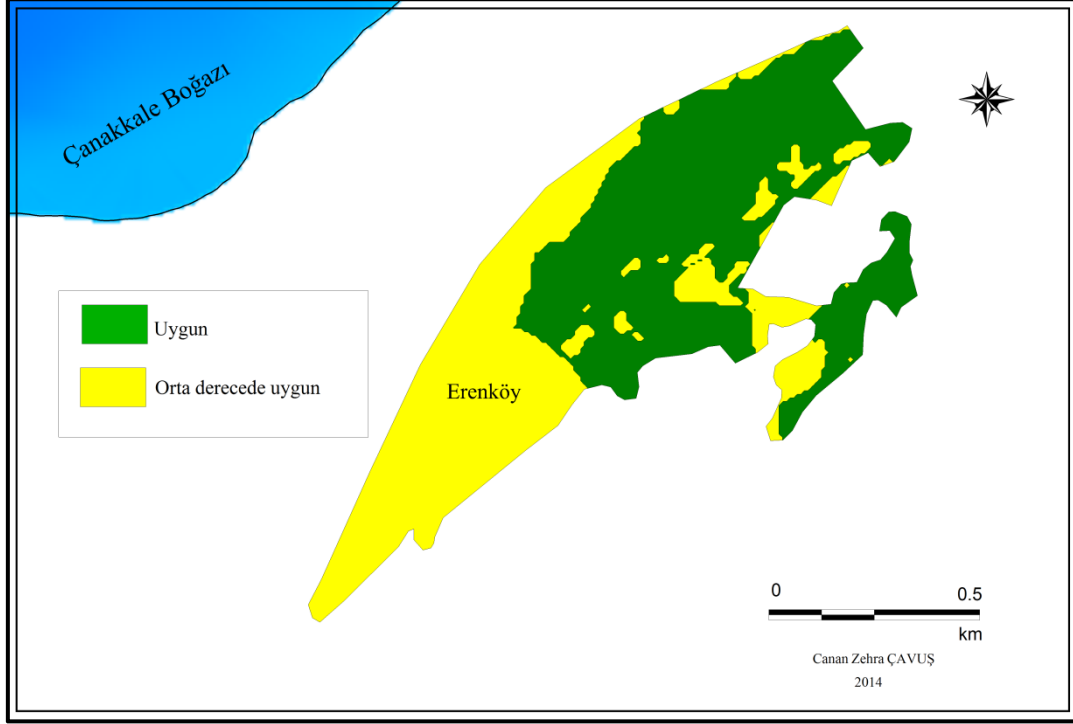 Çanakkale Boğazı
Uygun
Orta derecede uygun
Erenköy
0 0.5
km
Canan Zehra ÇAVUŞ
2014